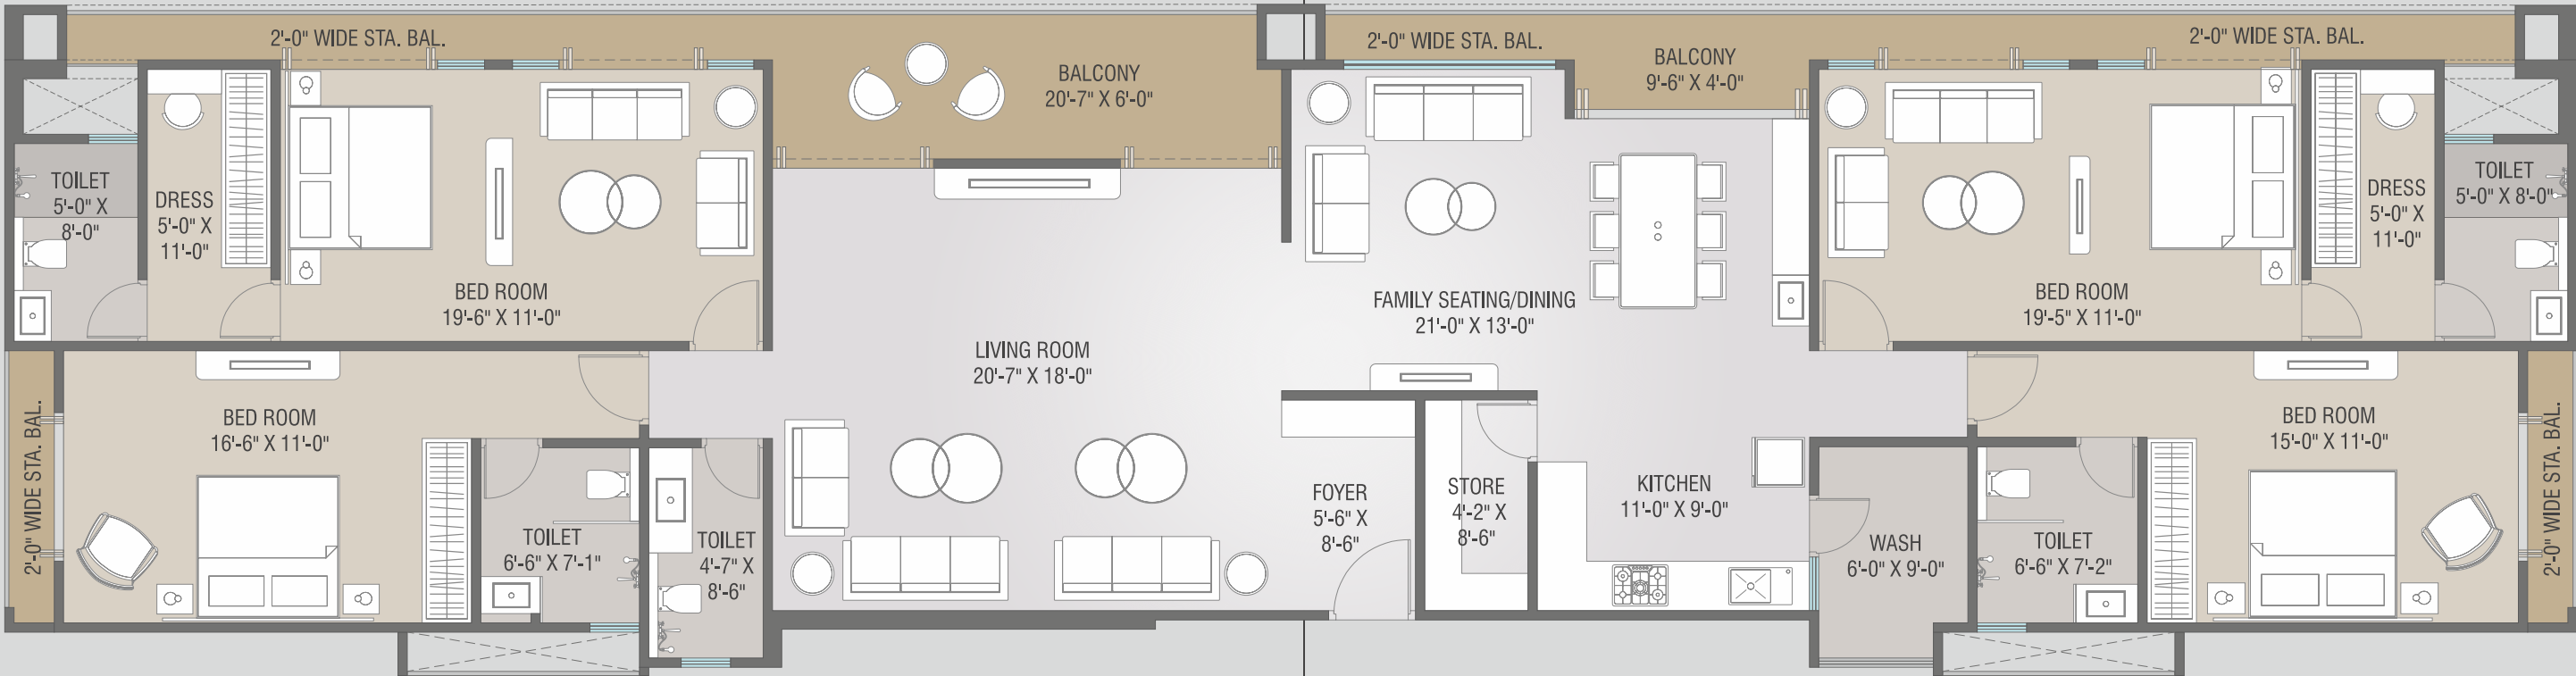 2'-0" WIDE STA. BAL.
BALCONY
20'-7" X 6'-0"
2'-0" WIDE STA. BAL.
BALCONY
9'-6" X 4'-0"
2'-0" WIDE STA. BAL.
TOILET
5'-0" X
8'-0"
DRESS
5'-0" X
11'-0"
BED ROOM
19'-6" X 11'-0"
LIVING ROOM
20'-7" X 18'-0"
FAMILY SEATING/DINING
21'-0" X 13'-0"
BED ROOM
19'-5" X 11'-0"
DRESS
5'-0" X
11'-0"
TOILET
5'-0" X 8'-0"
2'-0" WIDE STA. BAL.
BED ROOM
16'-6" X 11'-0"
TOILET
6'-6" X 7'-1"
TOILET
4'-7" X
8'-6"
FOYER
5'-6" X
8'-6"
STORE
4'-2" X
8'-6"
KITCHEN
11'-0" X 9'-0"
WASH
6'-0" X 9'-0"
TOILET
6'-6" X 7'-2"
BED ROOM
15'-0" X 11'-0"
2'-0" WIDE STA. BAL.